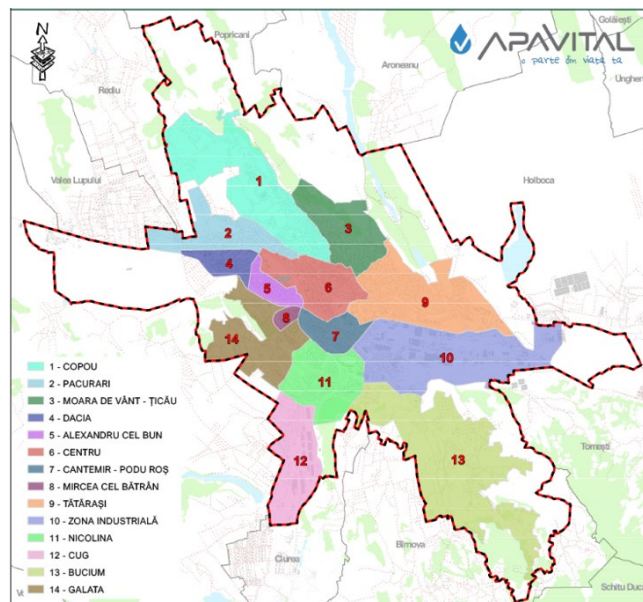 Golăiești
Popricani
N
APAVITAL
o parte din viața ta
Aroneanu
Rediu
Valea Lupului
Holboca
1
2
3
4
5
6
7
8
9
10
11
12
13
14
1 - COPOU
2 - PACURARI
3 - MOARA DE VÂNT - ȚICĂU
4 - DACIA
5 - ALEXANDRU CEL BUN
6 - CENTRU
7 - CANTEMIR - PODU ROȘ
8 - MIRCEA CEL BĂTRÂN
9 - TĂTĂRAȘI
10 - ZONA INDUSTRIALĂ
11 - NICOLINA
12 - CUG
13 - BUCIUM
14 - GALATA
Tomești
Bîrnova
Ciurea
Schitu Duc